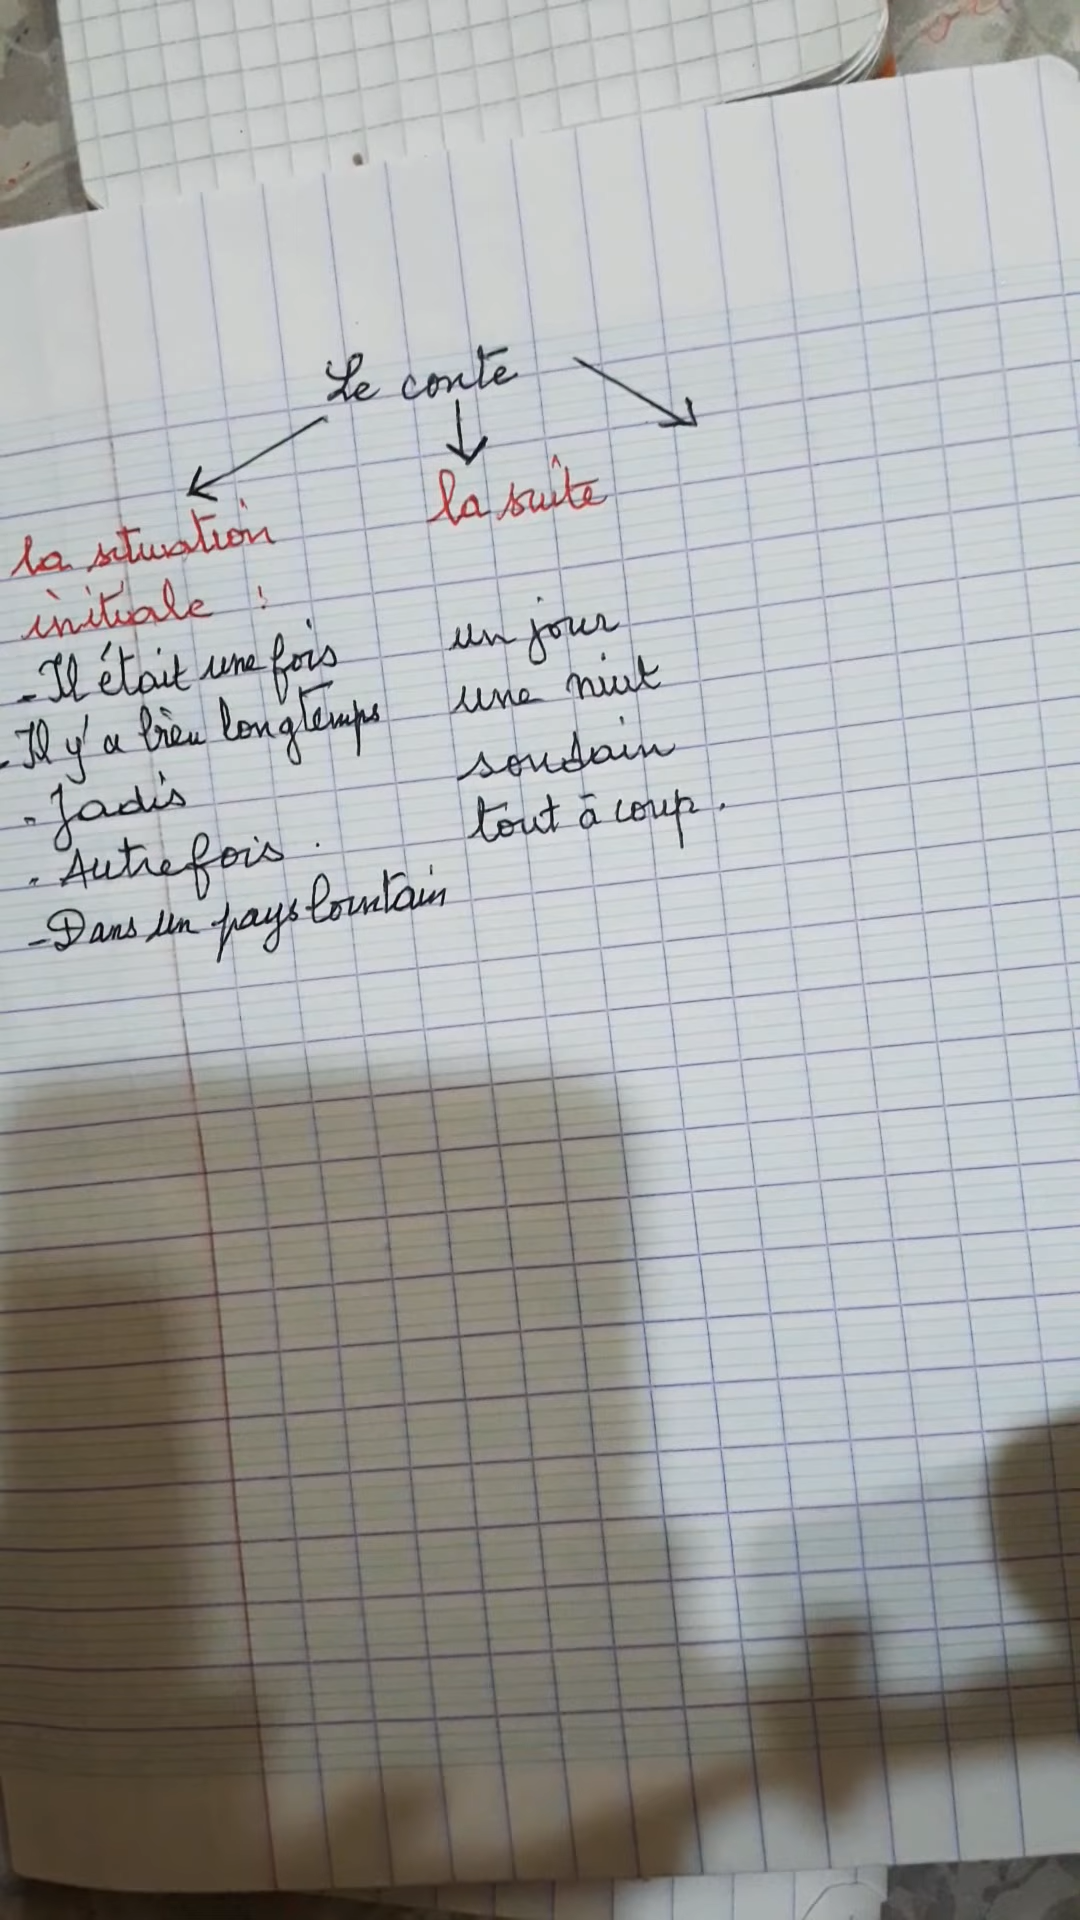 Le conte
la situation
initiale :
- Il était une fois
- Il y'a bien longtemps
- Jadis
- Autrefois.
- Dans un pays lountain
la suite
un jour
une nuit
soudain
tout à coup.